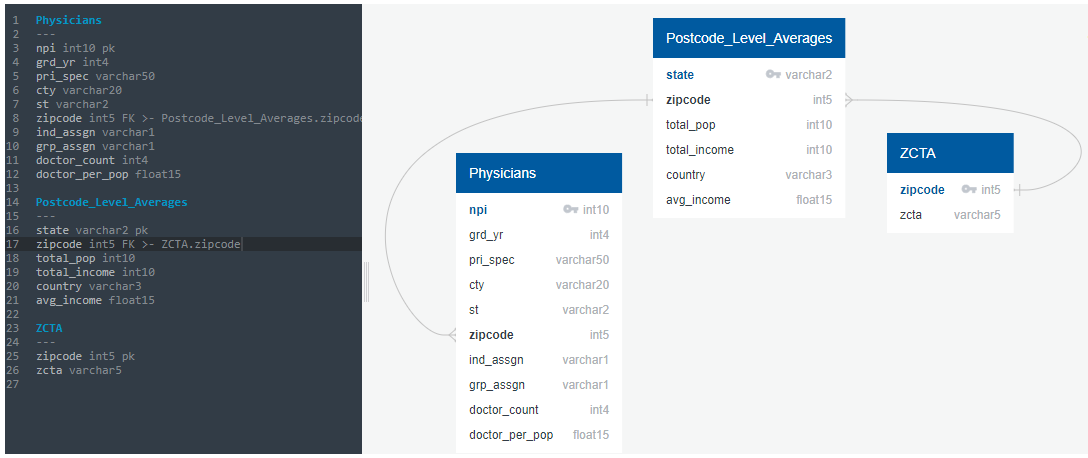 1 Physicians
2 ---
3 npi int10 pk
4 grd_yr int4
5 pri_spec varchar50
6 cty varchar20
7 st varchar2
8 zipcode int5 FK >- Postcode_Level_Averages.zipcode
9 ind_assgn varchar1
10 grp_assgn varchar1
11 doctor_count int4
12 doctor_per_pop float15
13
14 Postcode_Level_Averages
15 ---
16 state varchar2 pk
17 zipcode int5 FK >- ZCTA.zipcode
18 total_pop int10
19 total_income int10
20 country varchar3
21 avg_income float15
22
23 ZCTA
24 ---
25 zipcode int5 pk
26 zcta varchar5
27
Physicians
npi int10
grd_yr int4
pri_spec varchar50
cty varchar20
st varchar2
zipcode int5
ind_assgn varchar1
grp_assgn varchar1
doctor_count int4
doctor_per_pop float15
Postcode_Level_Averages
state varchar2
zipcode int5
total_pop int10
total_income int10
country varchar3
avg_income float15
ZCTA
zipcode int5
zcta varchar5